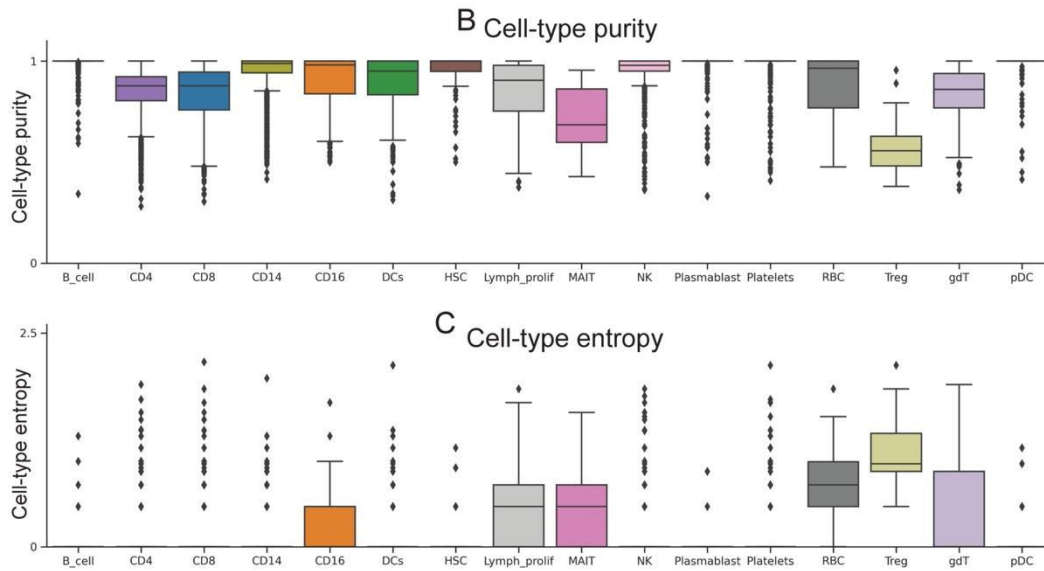 B Cell-type purity
Cell-type purity
1
0
B_cell CD4 CD8 CD14 CD16 DCs HSC Lymph_prolif MAIT NK Plasmablast Platelets RBC Treg gdT pDC
C Cell-type entropy
Cell-type entropy
2.5
0
B_cell CD4 CD8 CD14 CD16 DCs HSC Lymph_prolif MAIT NK Plasmablast Platelets RBC Treg gdT pDC